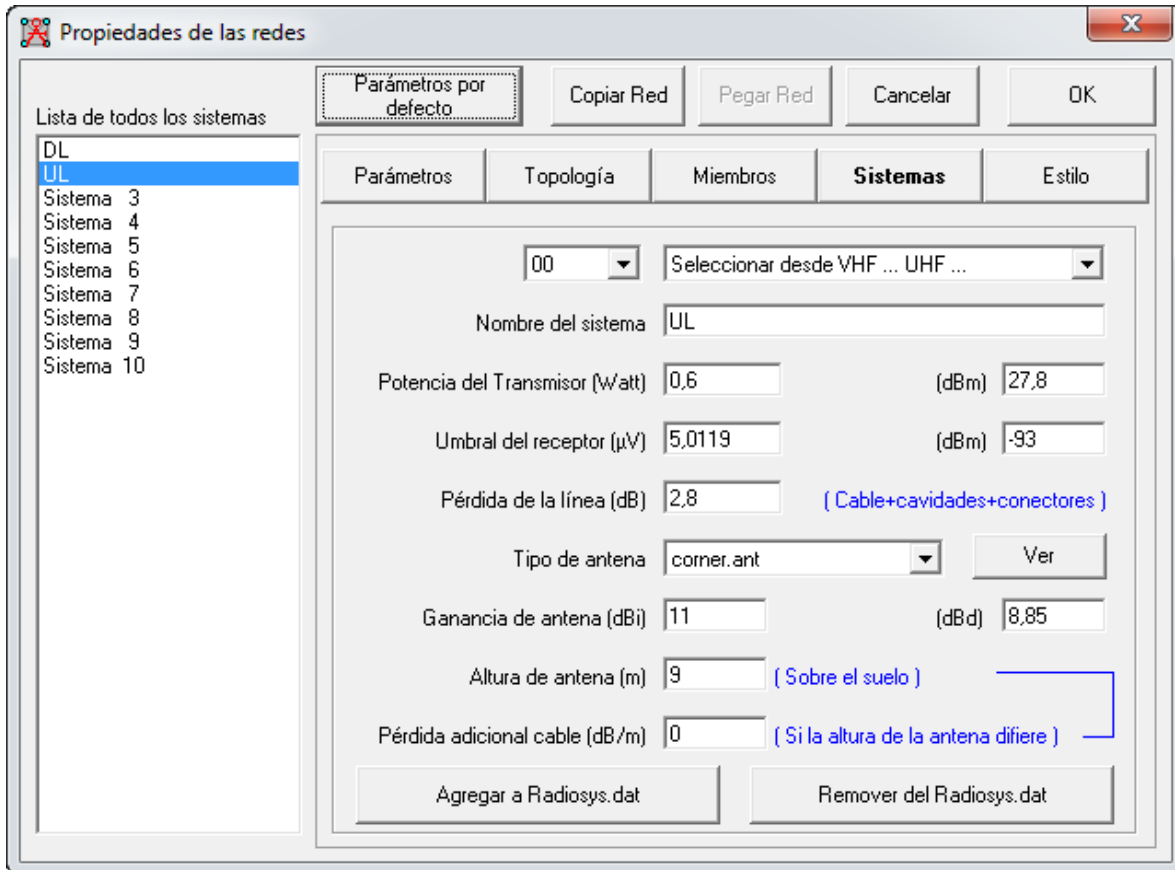 Propiedades de las redes
Lista de todos los sistemas
DL
UL
Sistema 3
Sistema 4
Sistema 5
Sistema 6
Sistema 7
Sistema 8
Sistema 9
Sistema 10
Parámetros por
defecto
Copiar Red
Pegar Red
Cancelar
OK
Parámetros
Topología
Miembros
Sistemas
Estilo
00
Seleccionar desde VHF ... UHF ...
Nombre del sistema UL
Potencia del Transmisor (Watt) 0,6 (dBm) 27,8
Umbral del receptor (µV) 5,0119 (dBm) -93
Pérdida de la línea (dB) 2,8 ( Cable+cavidades+conectores )
Tipo de antena corner.ant Ver
Ganancia de antena (dBi) 11 (dBd) 8,85
Altura de antena (m) 9 ( Sobre el suelo )
Pérdida adicional cable (dB/m) 0 ( Si la altura de la antena difiere )
Agregar a Radiosys.dat
Remover del Radiosys.dat